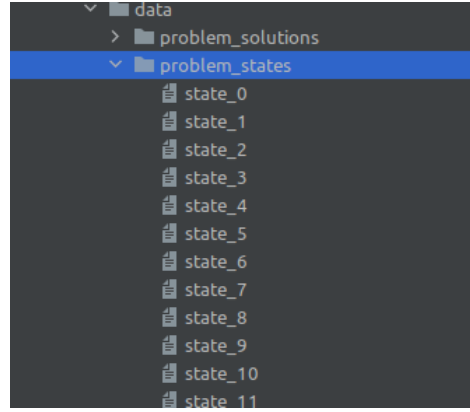 data
problem_solutions
problem_states
state_0
state_1
state_2
state_3
state_4
state_5
state_6
state_7
state_8
state_9
state_10
state_11